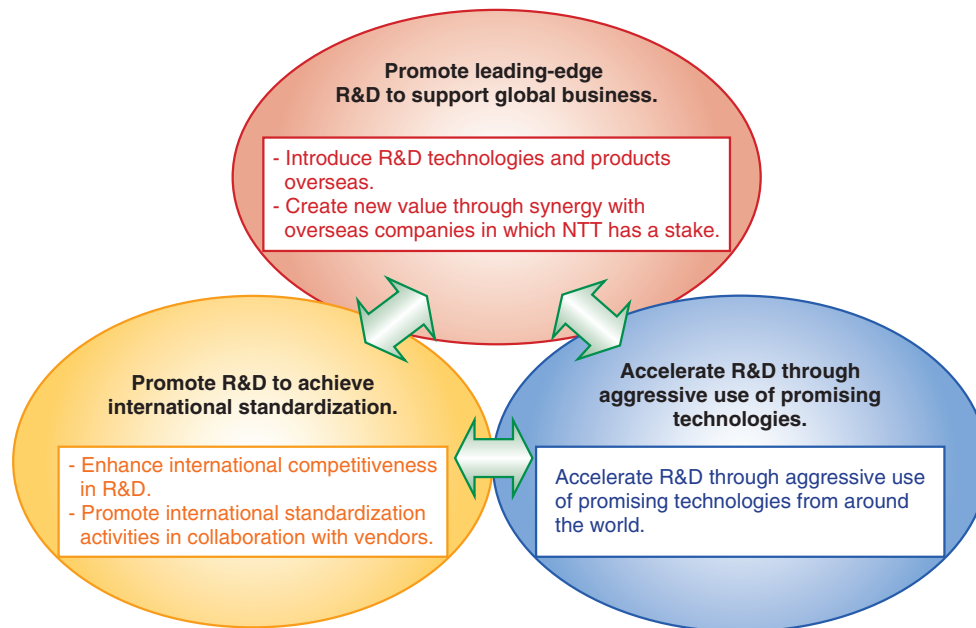 Promote leading-edge
R&D to support global business.
- Introduce R&D technologies and products
overseas.
- Create new value through synergy with
overseas companies in which NTT has a stake.
Promote R&D to achieve
international standardization.
- Enhance international competitiveness
in R&D.
- Promote international standardization
activities in collaboration with vendors.
Accelerate R&D through
aggressive use of promising
technologies.
Accelerate R&D through aggressive use
of promising technologies from around
the world.